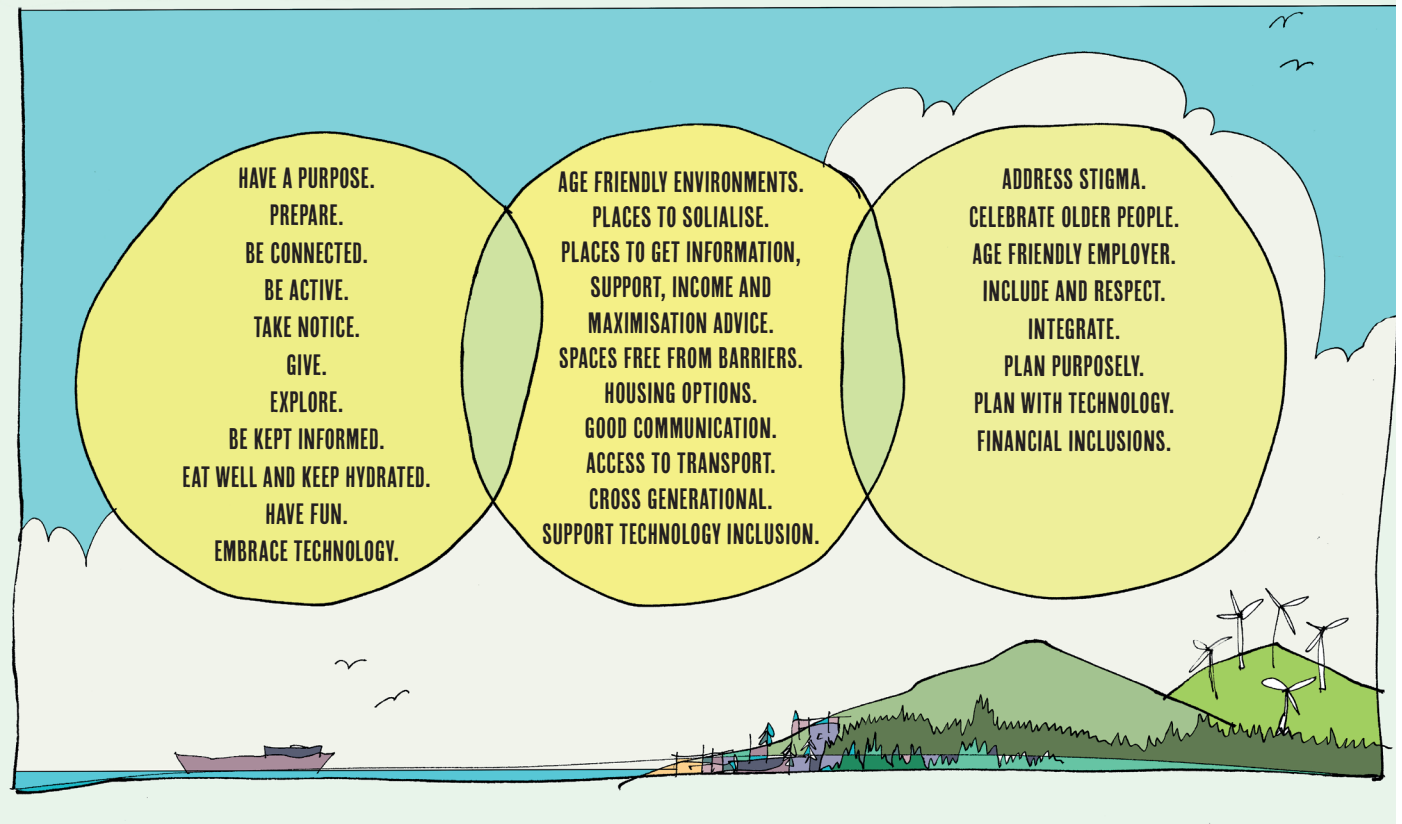 HAVE A PURPOSE.
PREPARE.
BE CONNECTED.
BE ACTIVE.
TAKE NOTICE.
GIVE.
EXPLORE.
BE KEPT INFORMED.
EAT WELL AND KEEP HYDRATED.
HAVE FUN.
EMBRACE TECHNOLOGY.
AGE FRIENDLY ENVIRONMENTS.
PLACES TO SOLIALISE.
PLACES TO GET INFORMATION,
SUPPORT, INCOME AND
MAXIMISATION ADVICE.
SPACES FREE FROM BARRIERS.
HOUSING OPTIONS.
GOOD COMMUNICATION.
ACCESS TO TRANSPORT.
CROSS GENERATIONAL.
SUPPORT TECHNOLOGY INCLUSION.
ADDRESS STIGMA.
CELEBRATE OLDER PEOPLE.
AGE FRIENDLY EMPLOYER.
INCLUDE AND RESPECT.
INTEGRATE.
PLAN PURPOSELY.
PLAN WITH TECHNOLOGY.
FINANCIAL INCLUSIONS.